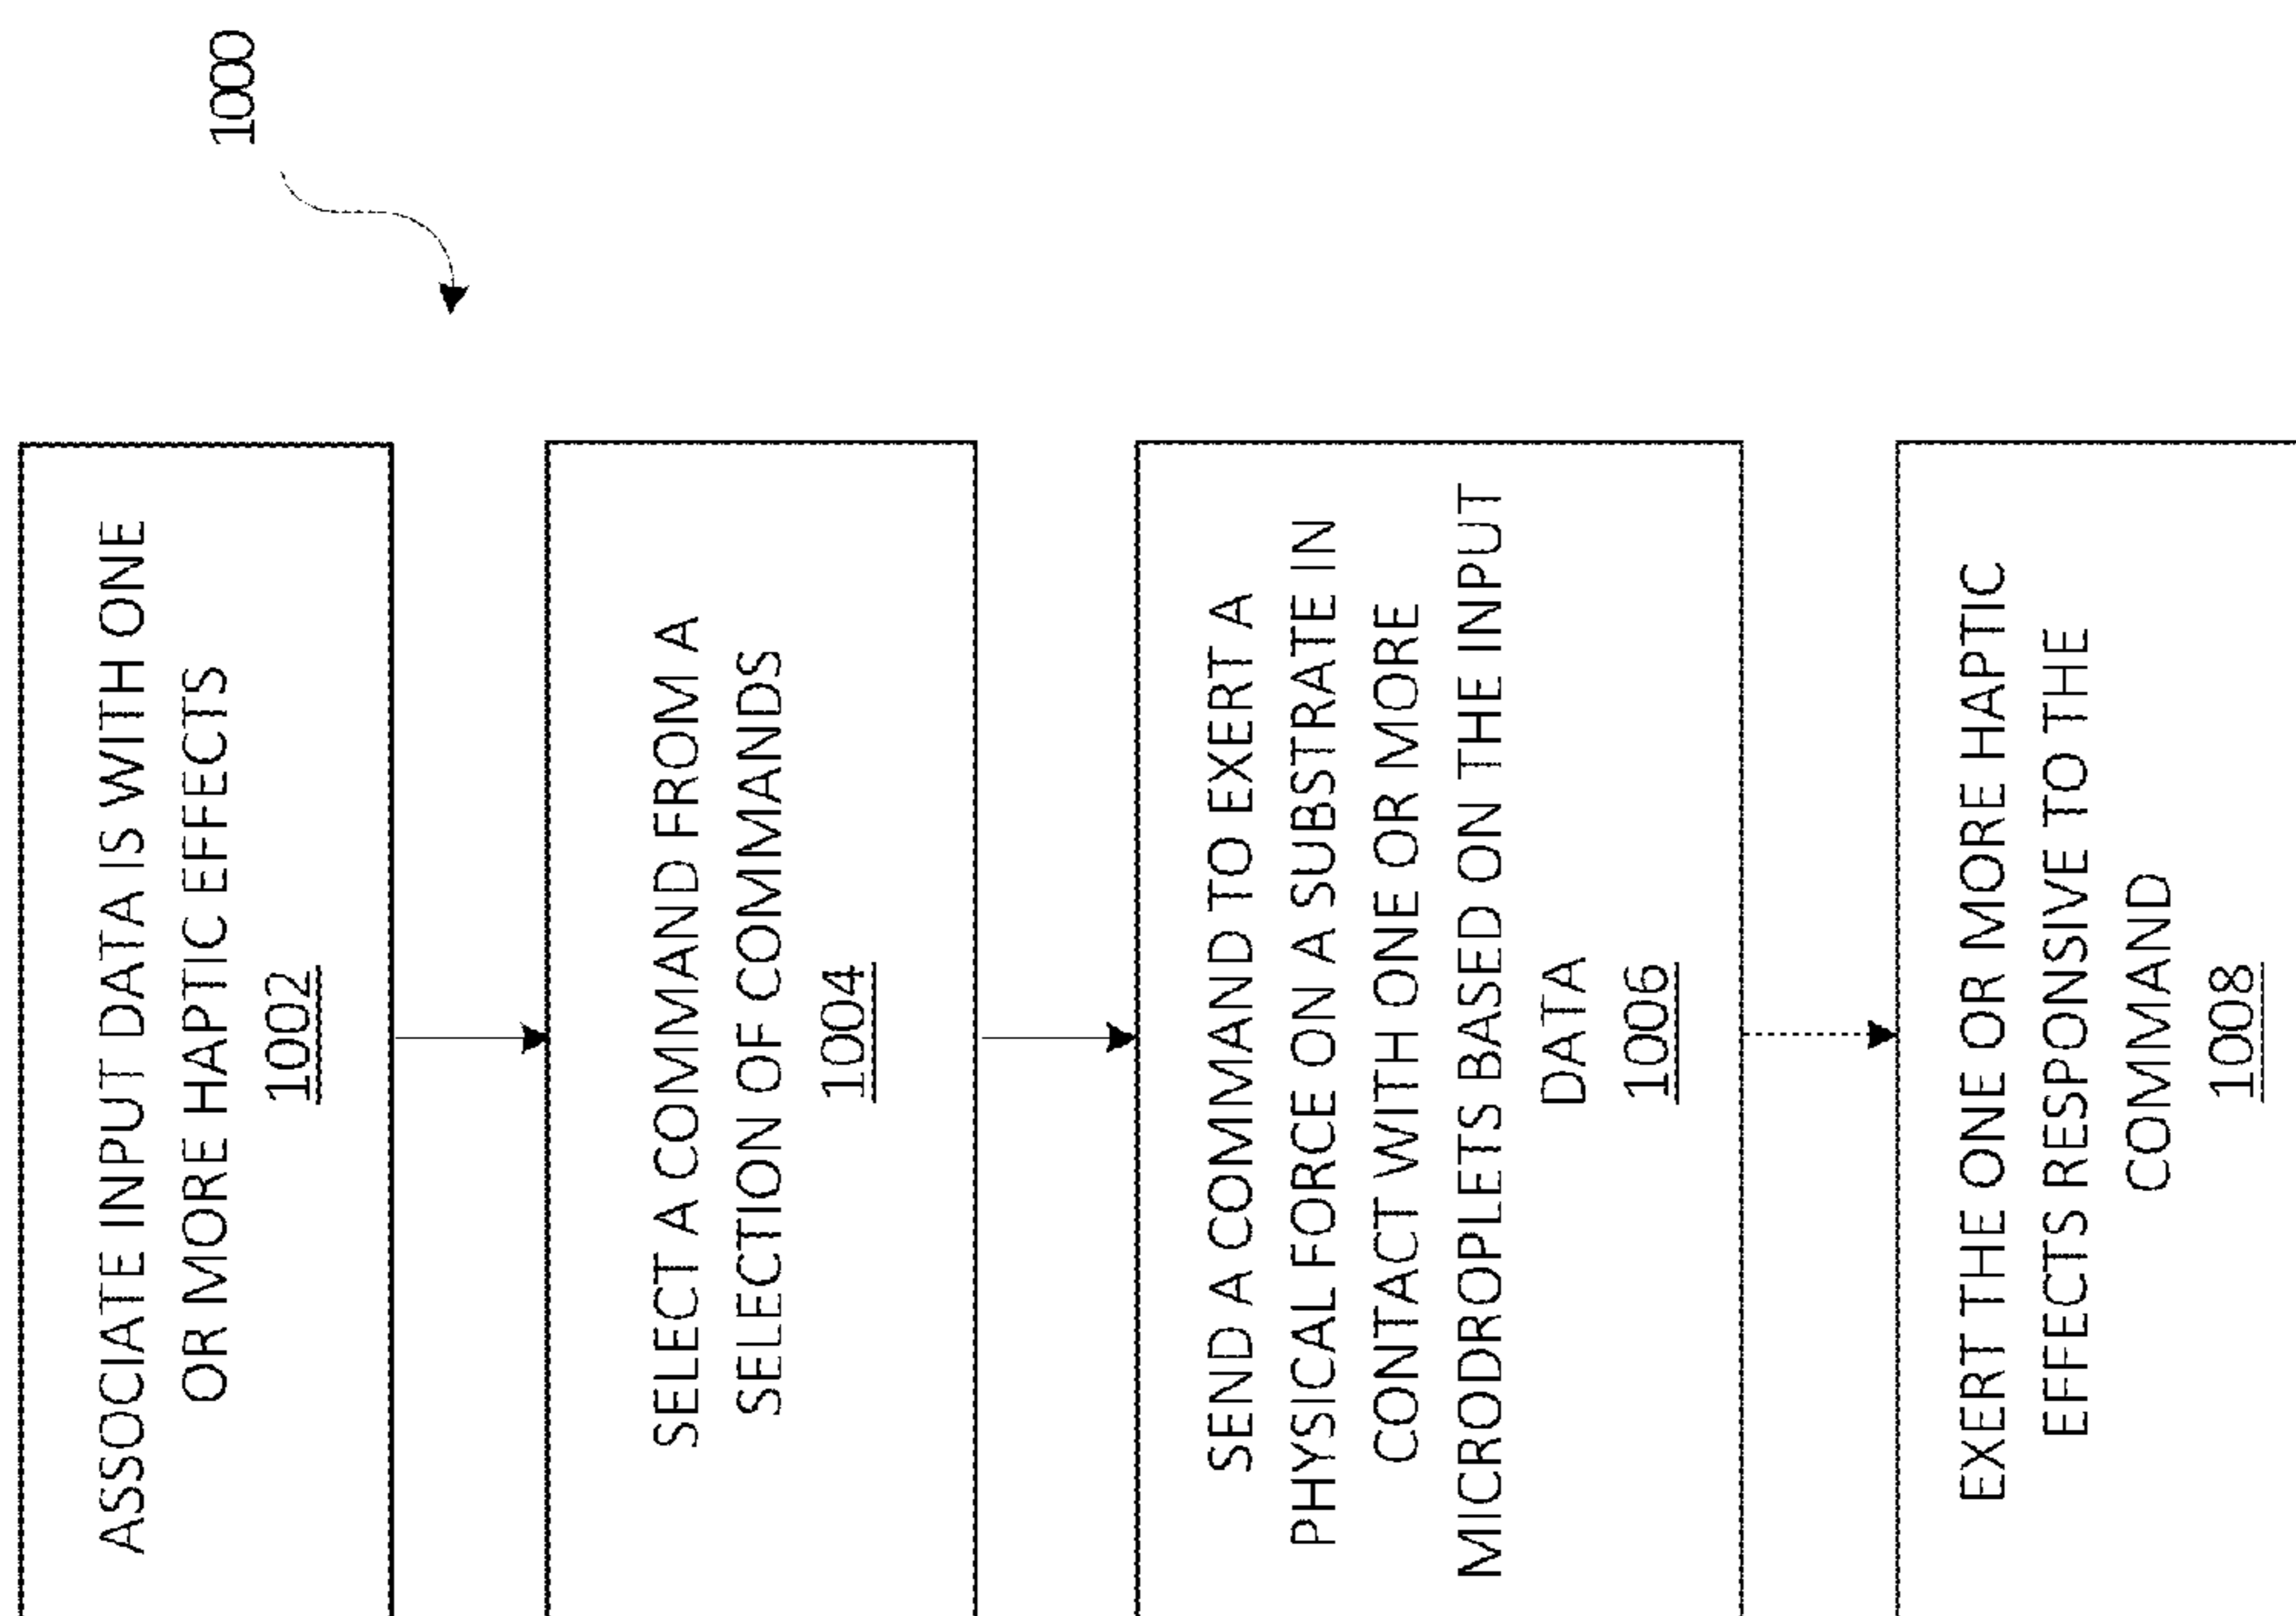 1000
ASSOCIATE INPUT DATA IS WITH ONE
OR MORE HAPTIC EFFECTS
1002
SELECT A COMMAND FROM A
SELECTION OF COMMANDS
1004
SEND A COMMAND TO EXERT A
PHYSICAL FORCE ON A SUBSTRATE IN
CONTACT WITH ONE OR MORE
MICRODROPLETS BASED ON THE INPUT
DATA
1006
EXERT THE ONE OR MORE HAPTIC
EFFECTS RESPONSIVE TO THE
COMMAND
1008